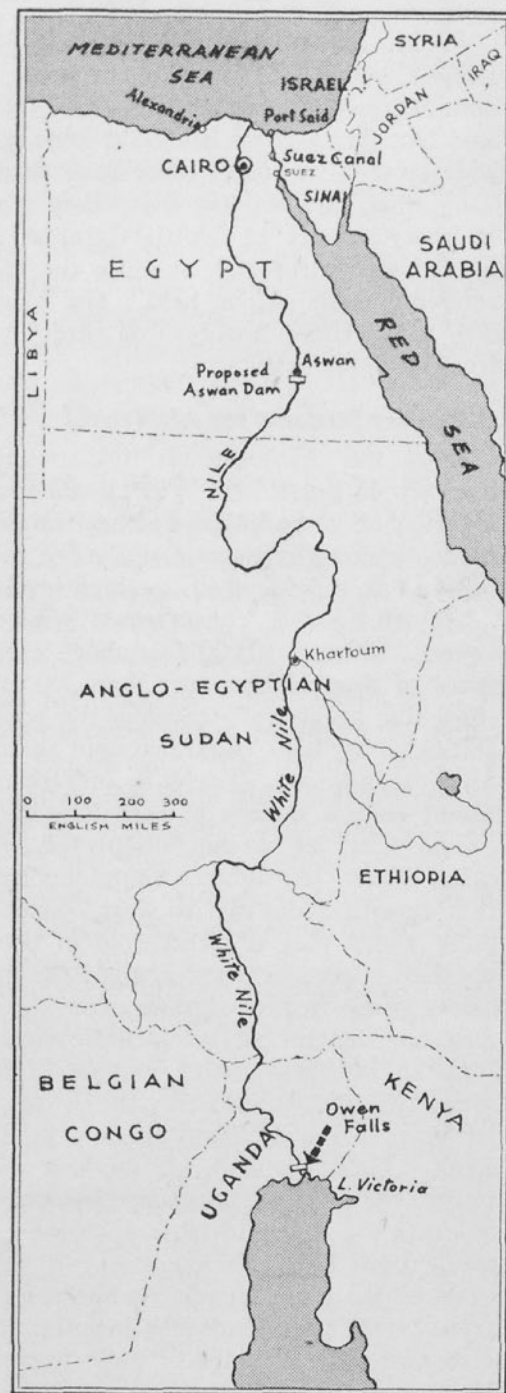 MEDITERRANEAN
SEA
SYRIA
IRAQ
ISRAEL
JORDAN
Alexandria
Port Said
CAIRO
Suez Canal
SUEZ
SINAI
EGYPT
SAUDI
ARABIA
LIBYA
RED
SEA
Aswan
Proposed
Aswan Dam
NILE
Khartoum
ANGLO-EGYPTIAN
SUDAN
White Nile
0 100 200 300
ENGLISH MILES
ETHIOPIA
White Nile
BELGIAN
CONGO
KENYA
Owen
Falls
UGANDA
L. Victoria